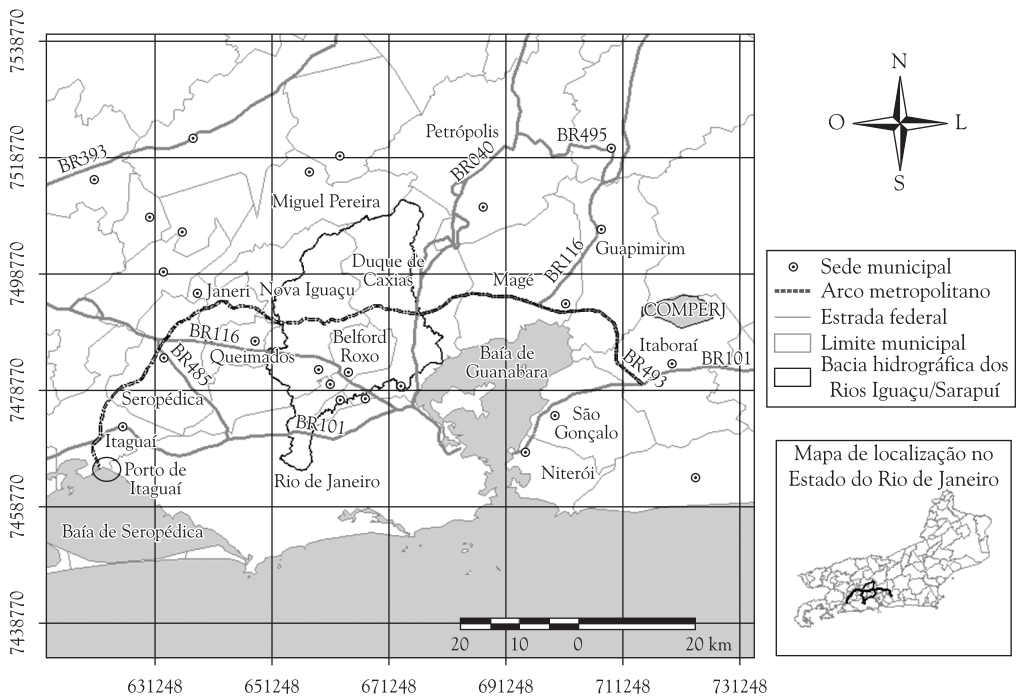 7538770
7518770
7498770
7478770
7458770
7438770
Petrópolis
BR495
BR040
BR393
Miguel Pereira
Guapimirim
BR116
Duque de
Caxias
Magé
Janeri
Nova Iguaçu
COMPERJ
BR116
Belford
Roxo
Queimados
BR485
Baía de
Guanabara
Itaboraí
BR101
BR493
Seropédica
São
Gonçalo
BR101
Itaguaí
Porto de
Itaguaí
Rio de Janeiro
Niterói
Baía de Seropédica
20 10 0 20 km
631248 651248 671248 691248 711248 731248
N
O L
S
Sede municipal
Arco metropolitano
Estrada federal
Limite municipal
Bacia hidrográfica dos
Rios Iguaçu/Sarapuí
Mapa de localização no
Estado do Rio de Janeiro